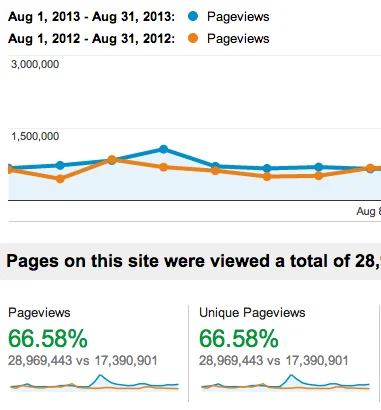 Aug 1, 2013 - Aug 31, 2013: Pageviews
Aug 1, 2012 - Aug 31, 2012: Pageviews
3,000,000
1,500,000
Aug 8
Pages on this site were viewed a total of 28,
Pageviews
66.58%
28,969,443 vs 17,390,901
Unique Pageviews
66.58%
28,969,443 vs 17,390,901